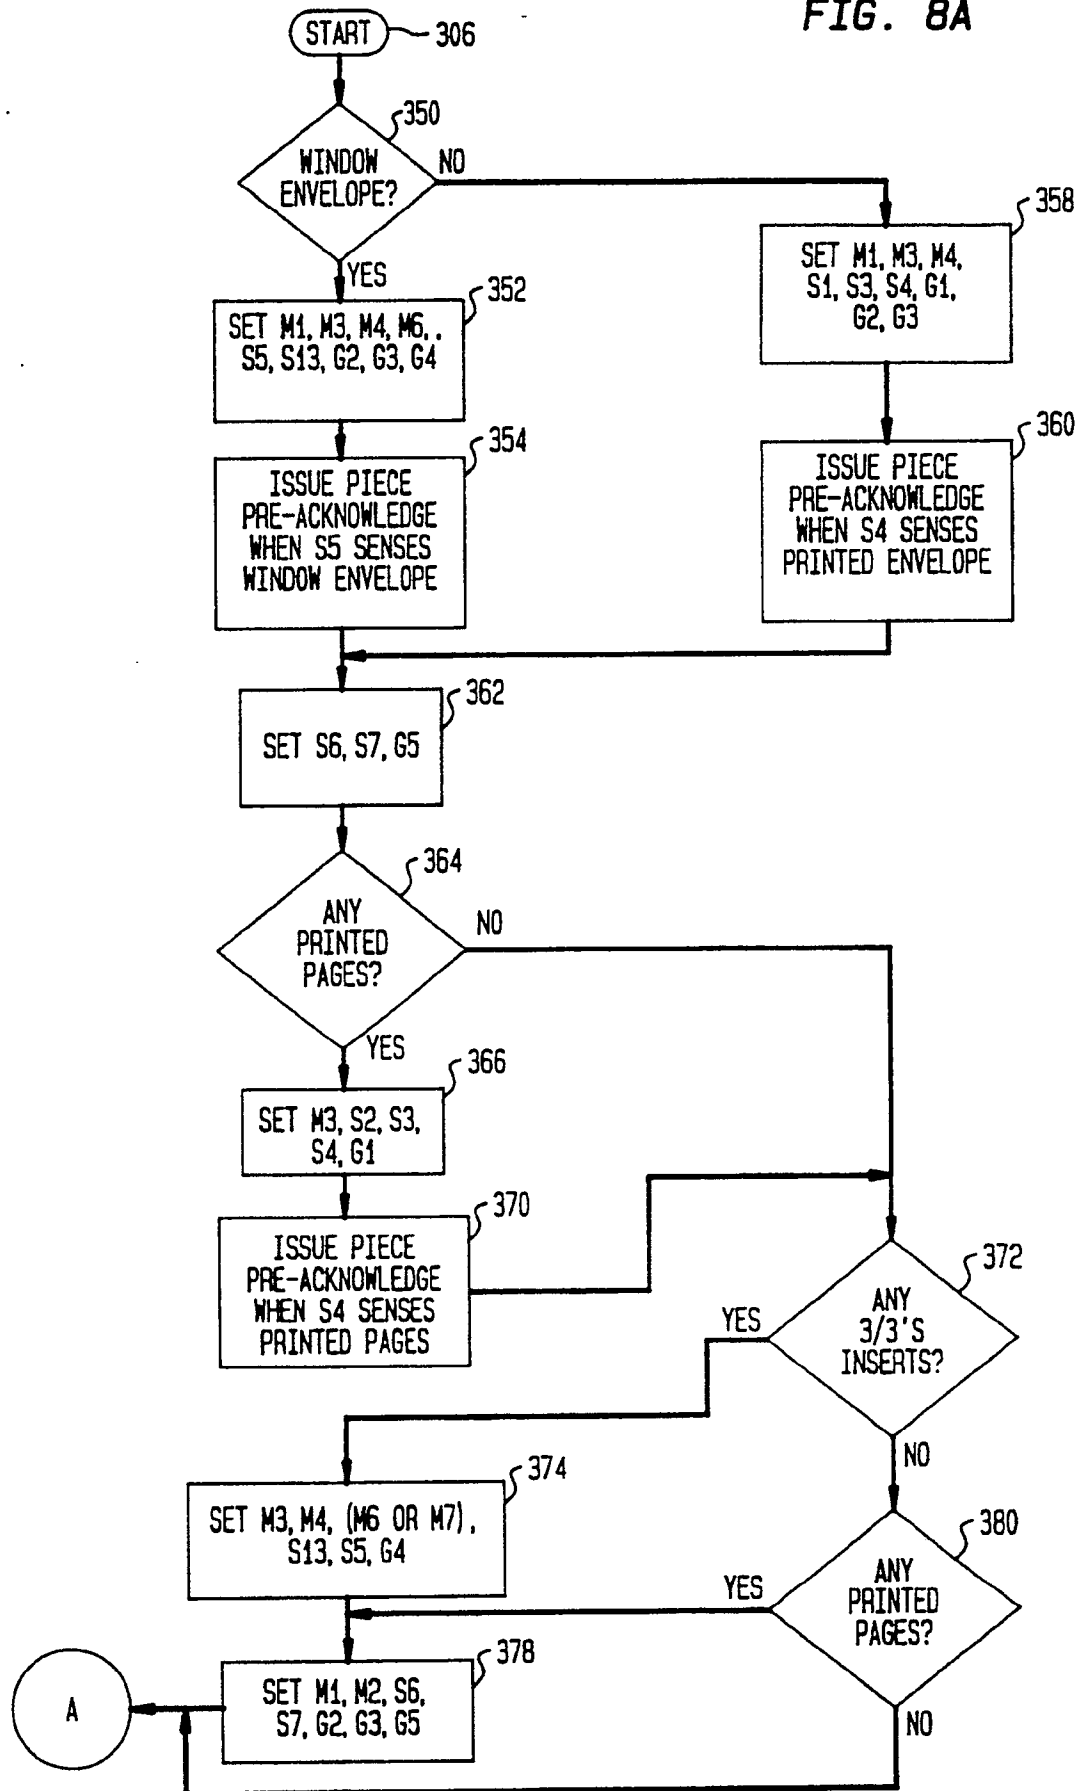 FIG. 8A
START
306
350
WINDOW
ENVELOPE?
NO
YES
358
SET M1, M3, M4,
S1, S3, S4, G1,
G2, G3
352
SET M1, M3, M4, M6, .
S5, S13, G2, G3, G4
354
ISSUE PIECE
PRE-ACKNOWLEDGE
WHEN S5 SENSES
WINDOW ENVELOPE
360
ISSUE PIECE
PRE-ACKNOWLEDGE
WHEN S4 SENSES
PRINTED ENVELOPE
362
SET S6, S7, G5
364
ANY
PRINTED
PAGES?
NO
YES
366
SET M3, S2, S3,
S4, G1
370
ISSUE PIECE
PRE-ACKNOWLEDGE
WHEN S4 SENSES
PRINTED PAGES
372
ANY
3/3'S
INSERTS?
YES
NO
374
SET M3, M4, (M6 OR M7),
S13, S5, G4
380
ANY
PRINTED
PAGES?
YES
NO
378
SET M1, M2, S6,
S7, G2, G3, G5
A